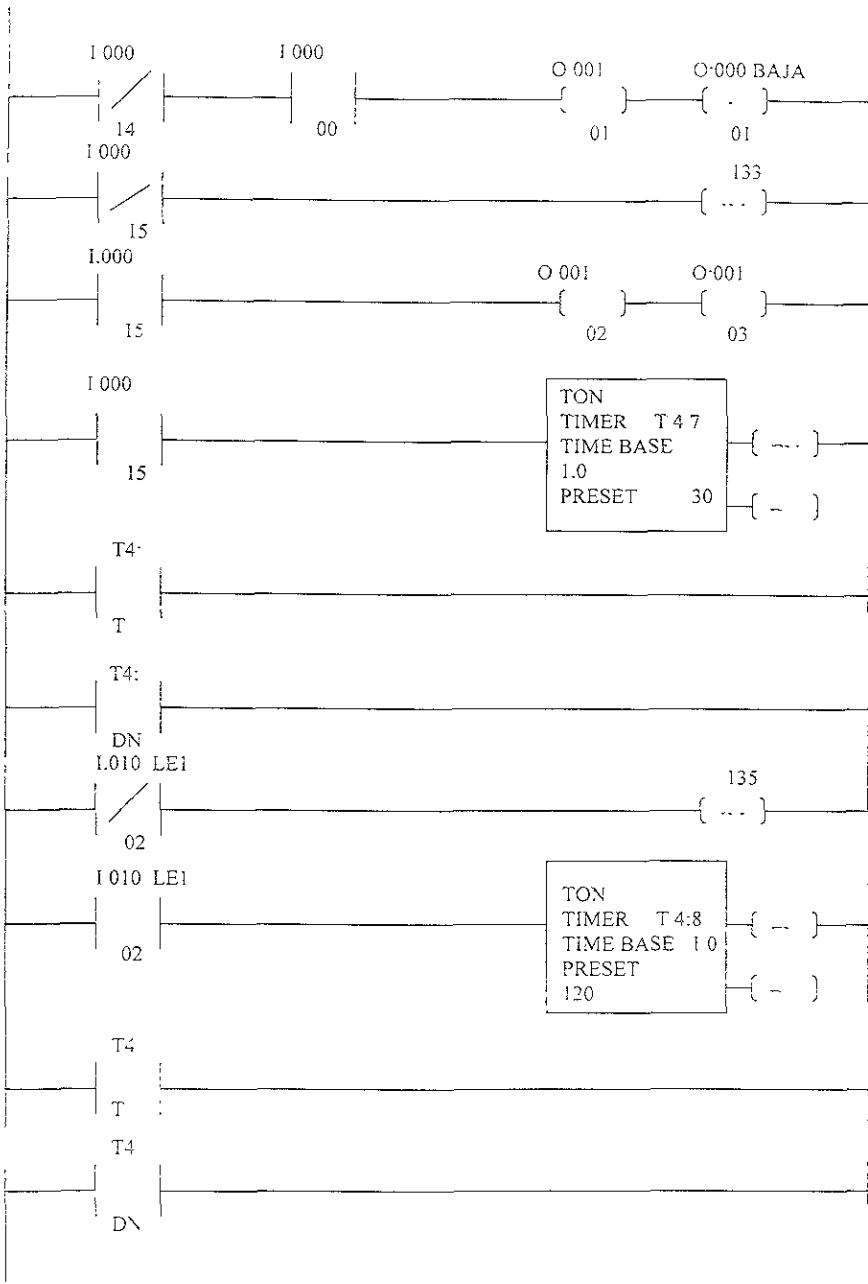 I 000
I 000
O 001
O:000 BAJA
14
00
01
01
I 000
133
15
I.000
O 001
O:001
15
02
03
I 000
TON
TIMER T 4 7
TIME BASE
1.0
PRESET 30
15
T4:
T
T4:
DN
I.010 LE1
135
02
I 010 LE1
TON
TIMER T 4:8
TIME BASE 1 0
PRESET
120
02
T4
T
T4
DN